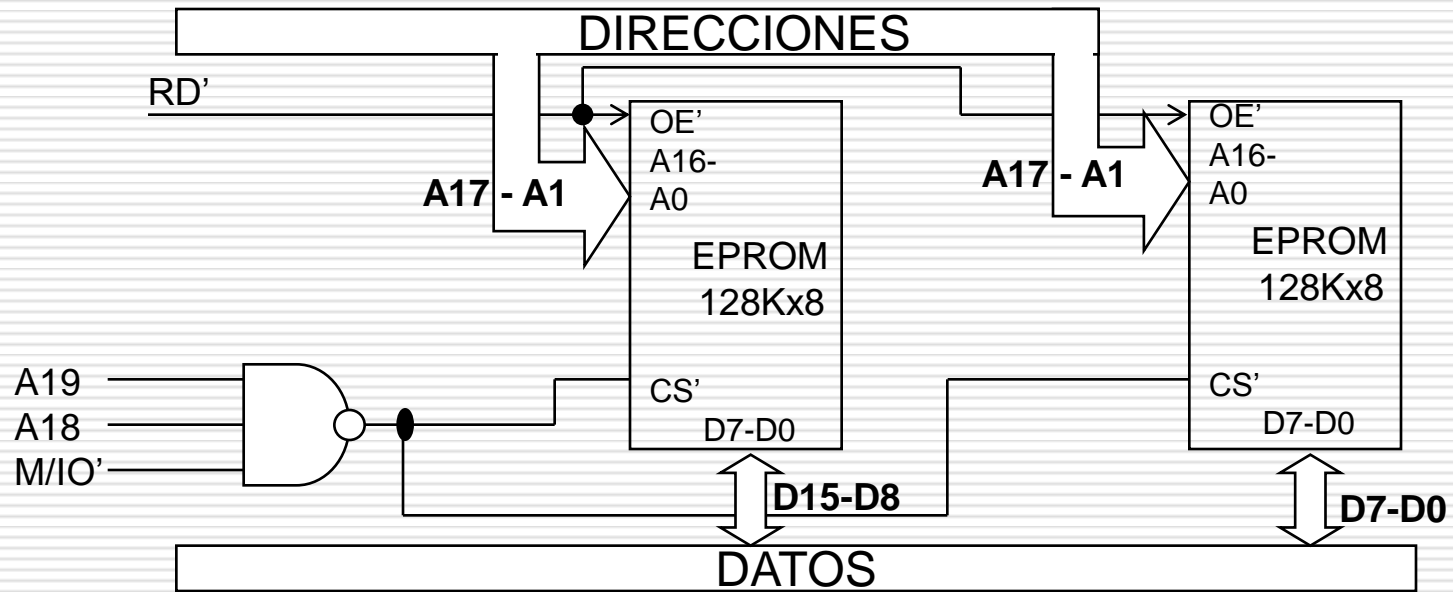 DIRECCIONES
RD’
OE’
A16-
A0
A17 - A1
EPROM
128Kx8
CS’
D7-D0
OE’
A16-
A0
A17 - A1
EPROM
128Kx8
CS’
D7-D0
A19
A18
M/IO’
D15-D8
D7-D0
DATOS